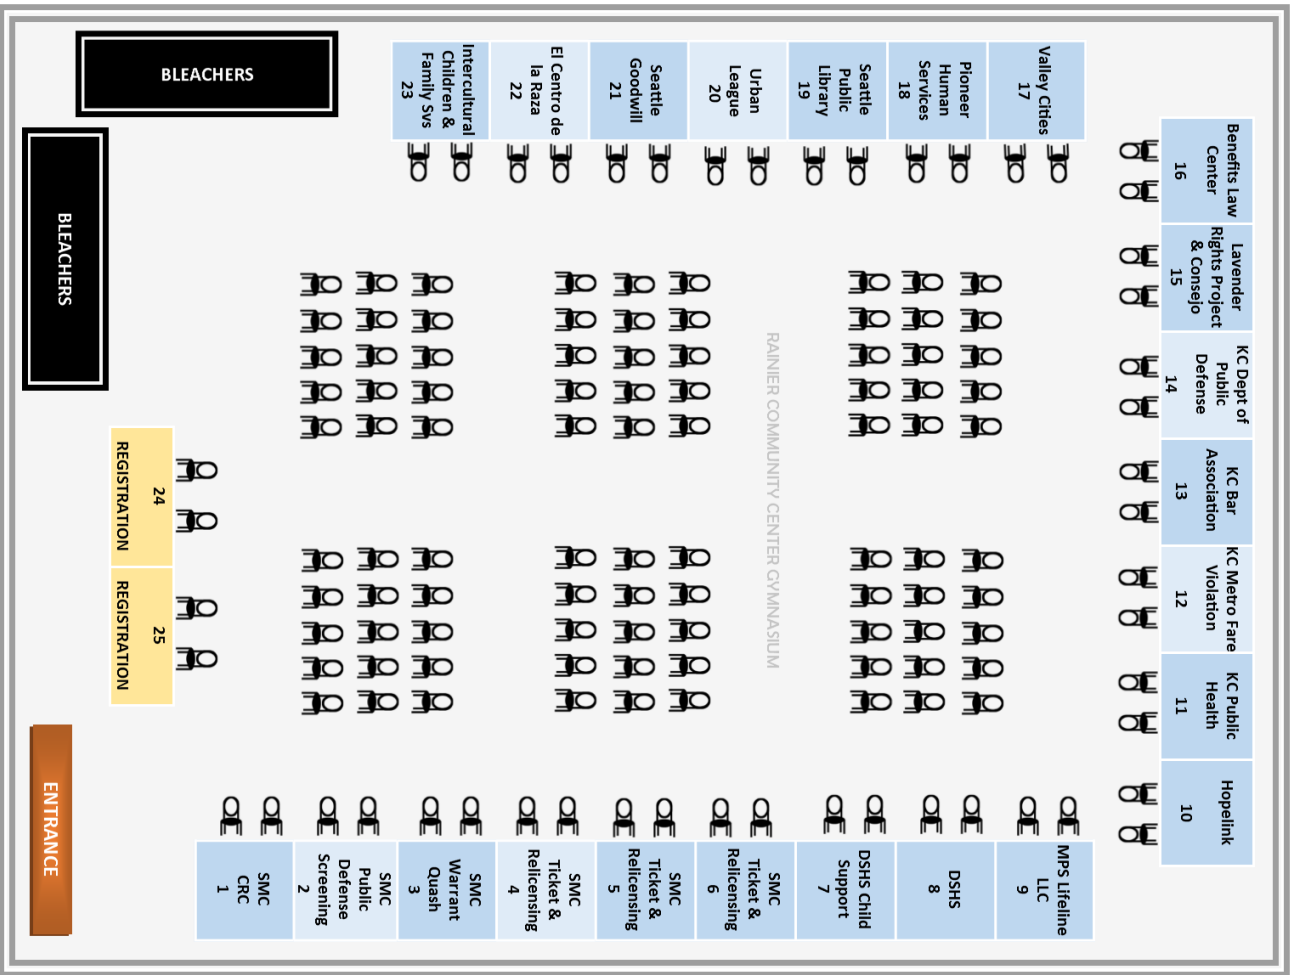 BLEACHERS
BLEACHERS
Intercultural
Children &
Family Svs
23
El Centro de
la Raza
22
Seattle
Goodwill
21
Urban
League
20
Seattle
Public
Library
19
Pioneer
Human
Services
18
Valley Cities
17
Benefits Law
Center
16
Lavender
Rights Project
& Consejo
15
KC Dept of
Public
Defense
14
KC Bar
Association
13
KC Metro Fare
Violation
12
KC Public
Health
11
Hopelink
10
RAINIER COMMUNITY CENTER GYMNASIUM
24
REGISTRATION
25
REGISTRATION
ENTRANCE
SMC
CRC
1
SMC
Public
Defense
Screening
2
SMC
Warrant
Quash
3
SMC
Ticket &
Relicensing
4
SMC
Ticket &
Relicensing
5
SMC
Ticket &
Relicensing
6
DSHS Child
Support
7
DSHS
8
MPS Lifeline
LLC
9